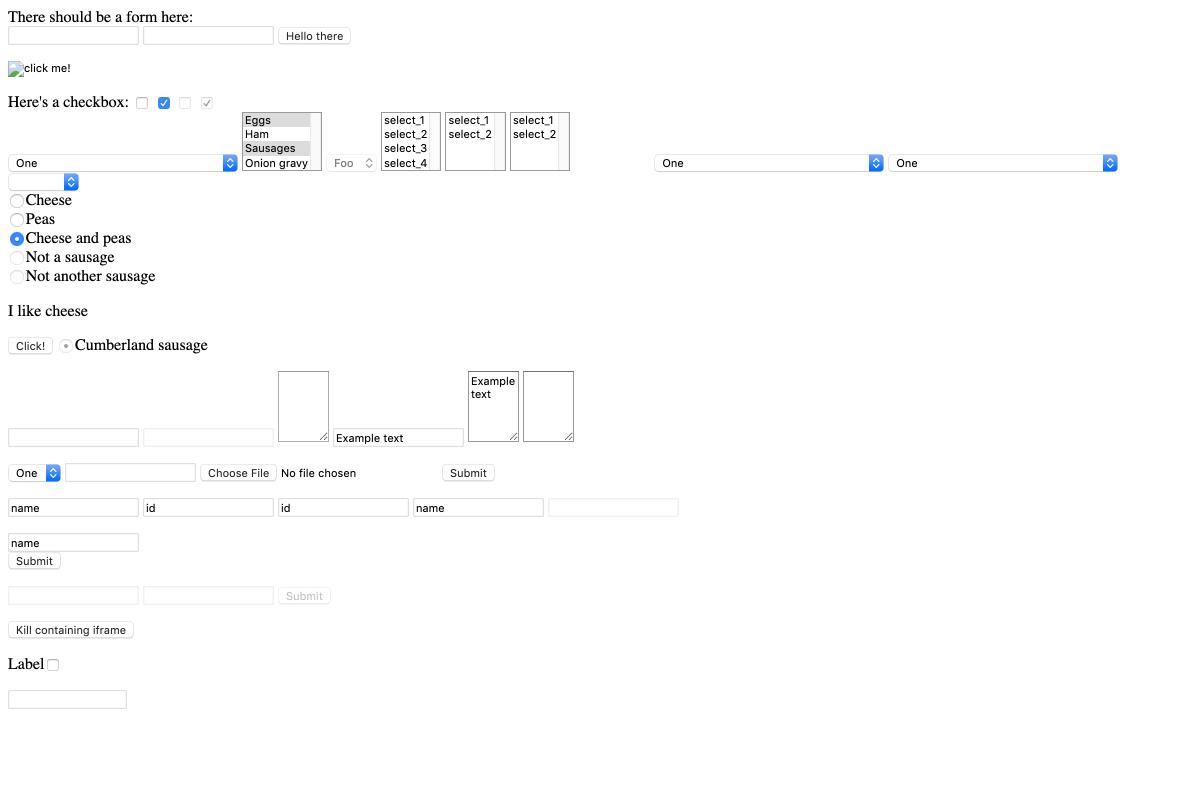 There should be a form here:
Hello there
click me!
Here's a checkbox:
One Eggs Ham Sausages Onion gravy Foo select_1 select_2 select_3 select_4 select_1 select_2 select_1 select_2 One One
Cheese
Peas
Cheese and peas
Not a sausage
Not another sausage
I like cheese
Click! Cumberland sausage
Example text Example text
One Choose File No file chosen Submit
name id id name
name
Submit
Submit
Kill containing iframe
Label